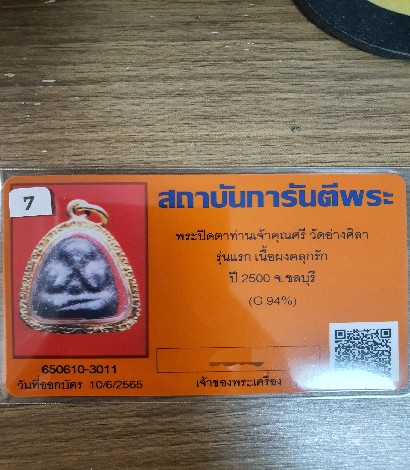 7
สถาบันการันตีพระ
พระปิดตาท่านเจ้าคุณศรี วัดอ่างศิลา
รุ่นแรก เนื้อผงคลุกรัก
ปี 2500 จ.ชลบุรี
(G 94%)
650610-3011
วันที่ออกบัตร 10/6/2565
เจ้าของพระเครื่อง